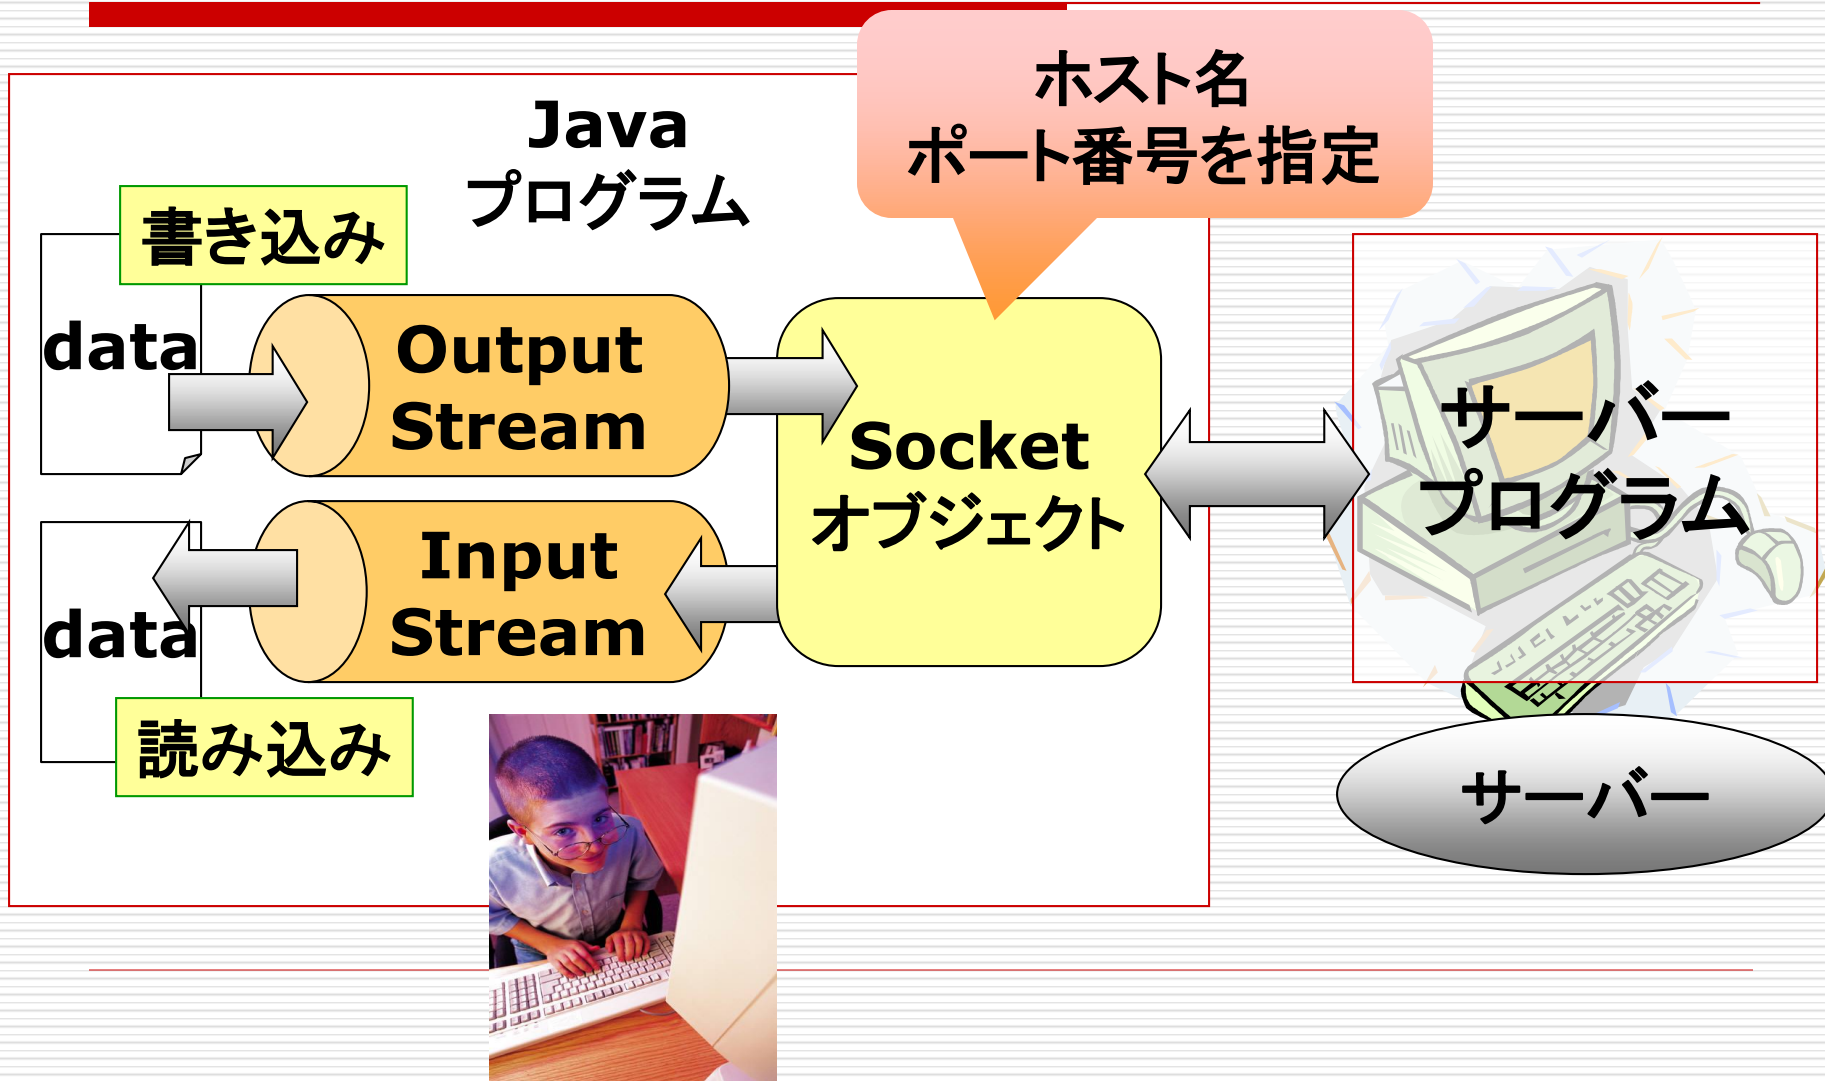 ホスト名
ポート番号を指定
Java
プログラム
書き込み
data
Output
Stream
Socket
オブジェクト
サーバー
プログラム
Input
Stream
data
読み込み
サーバー